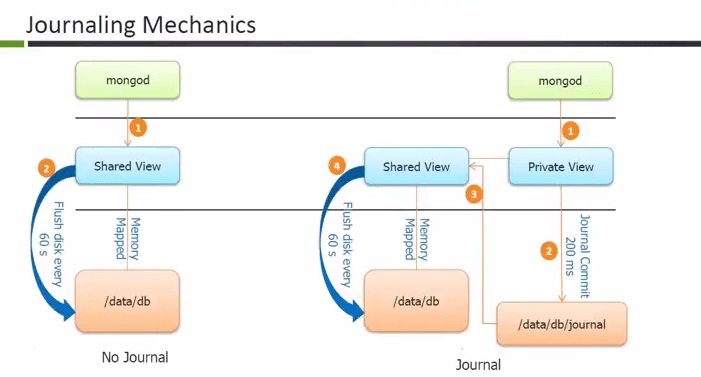 Journaling Mechanics
mongod
1
2
Shared View
Flush disk every
60 s
Memory
Mapped
/data/db
No Journal
mongod
1
4
Shared View
Private View
3
Flush disk every
60 s
Memory
Mapped
2
Journal Commit
200 ms
/data/db
/data/db/journal
Journal